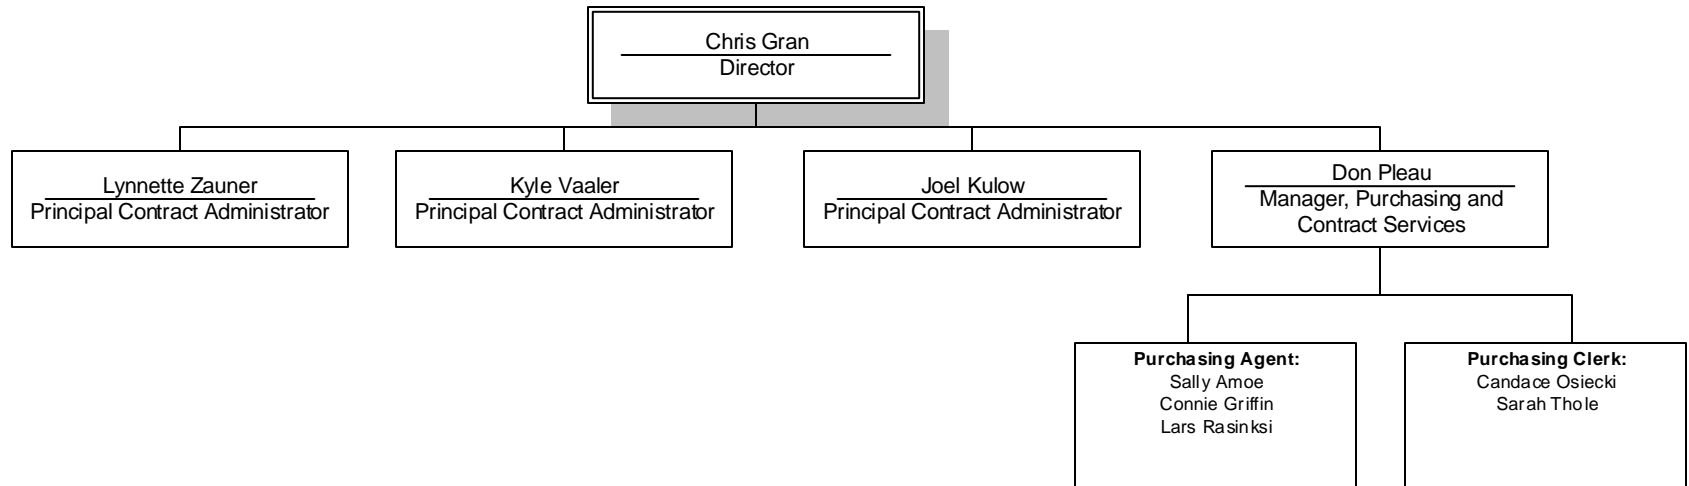 Chris Gran
Director
Lynnette Zauner
Principal Contract Administrator
Kyle Vaaler
Principal Contract Administrator
Joel Kulow
Principal Contract Administrator
Don Pleau
Manager, Purchasing and
Contract Services
Purchasing Agent:
Sally Amoe
Connie Griffin
Lars Rasinksi
Purchasing Clerk:
Candace Osiecki
Sarah Thole